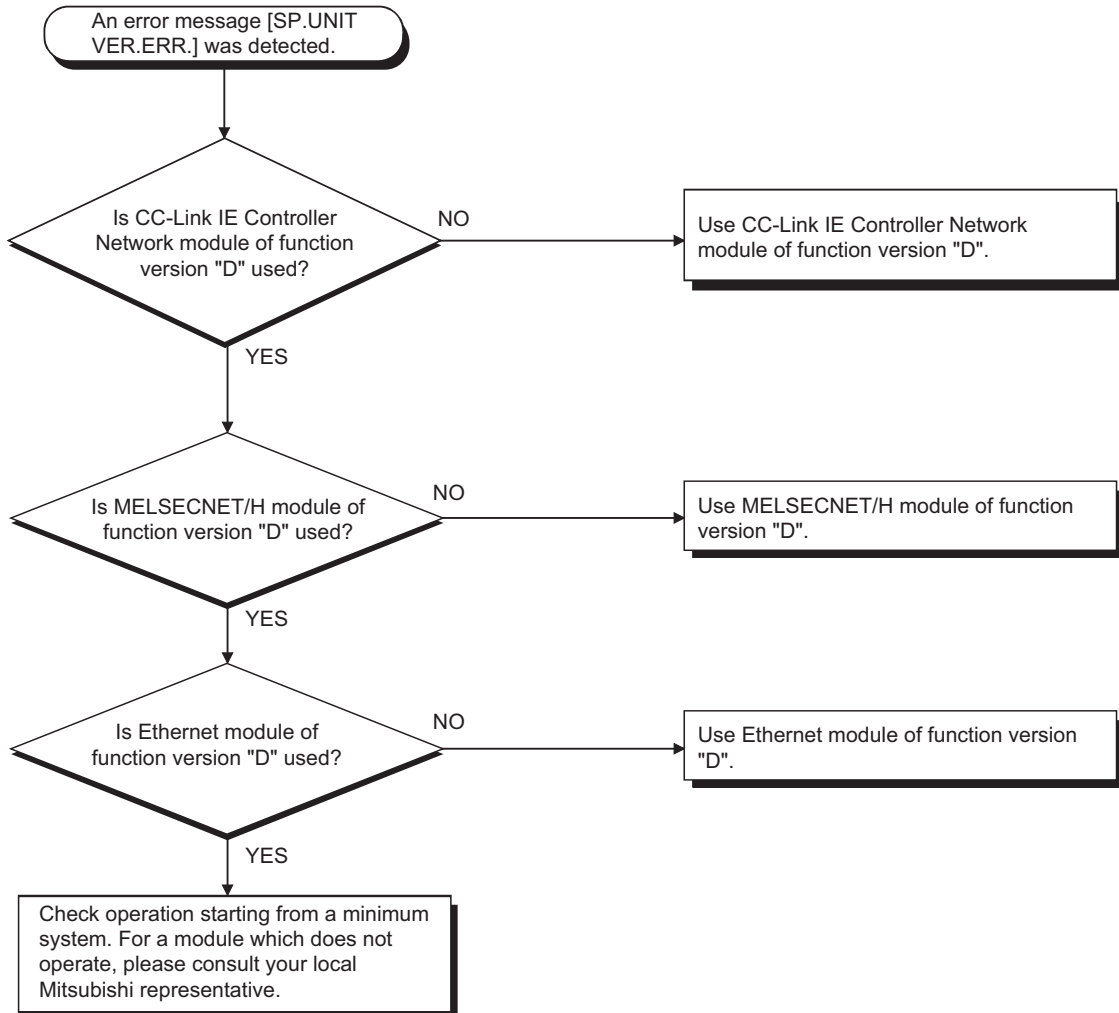 An error message [SP.UNIT
VER.ERR.] was detected.
Is CC-Link IE Controller
Network module of function
version "D" used?
NO
Use CC-Link IE Controller Network
module of function version "D".
YES
Is MELSECNET/H module of
function version "D" used?
NO
Use MELSECNET/H module of function
version "D".
YES
Is Ethernet module of
function version "D" used?
NO
Use Ethernet module of function version
"D".
YES
Check operation starting from a minimum
system. For a module which does not
operate, please consult your local
Mitsubishi representative.